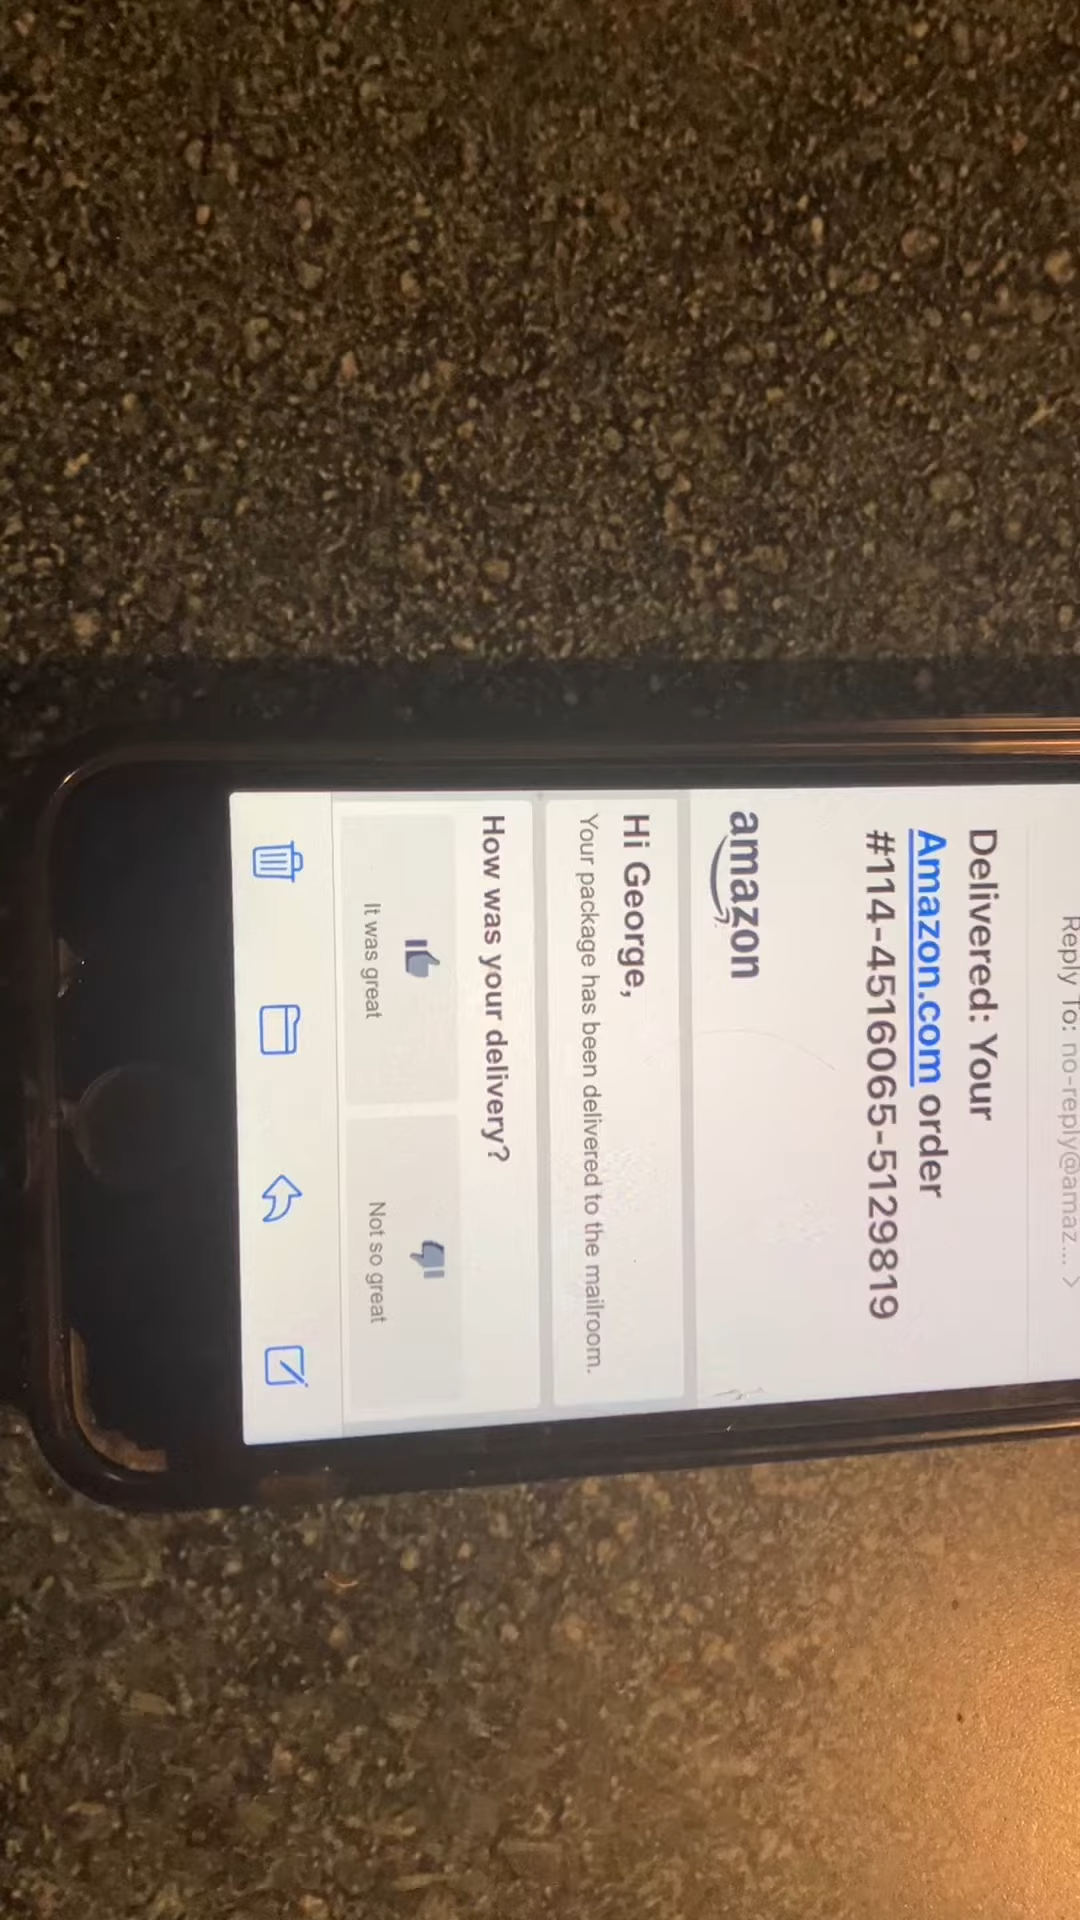 Reply To: no-reply@amaz...
Delivered: Your
Amazon.com order
#114-4516065-5129819
amazon
Hi George,
Your package has been delivered to the mailroom.
How was your delivery?
It was great
Not so great